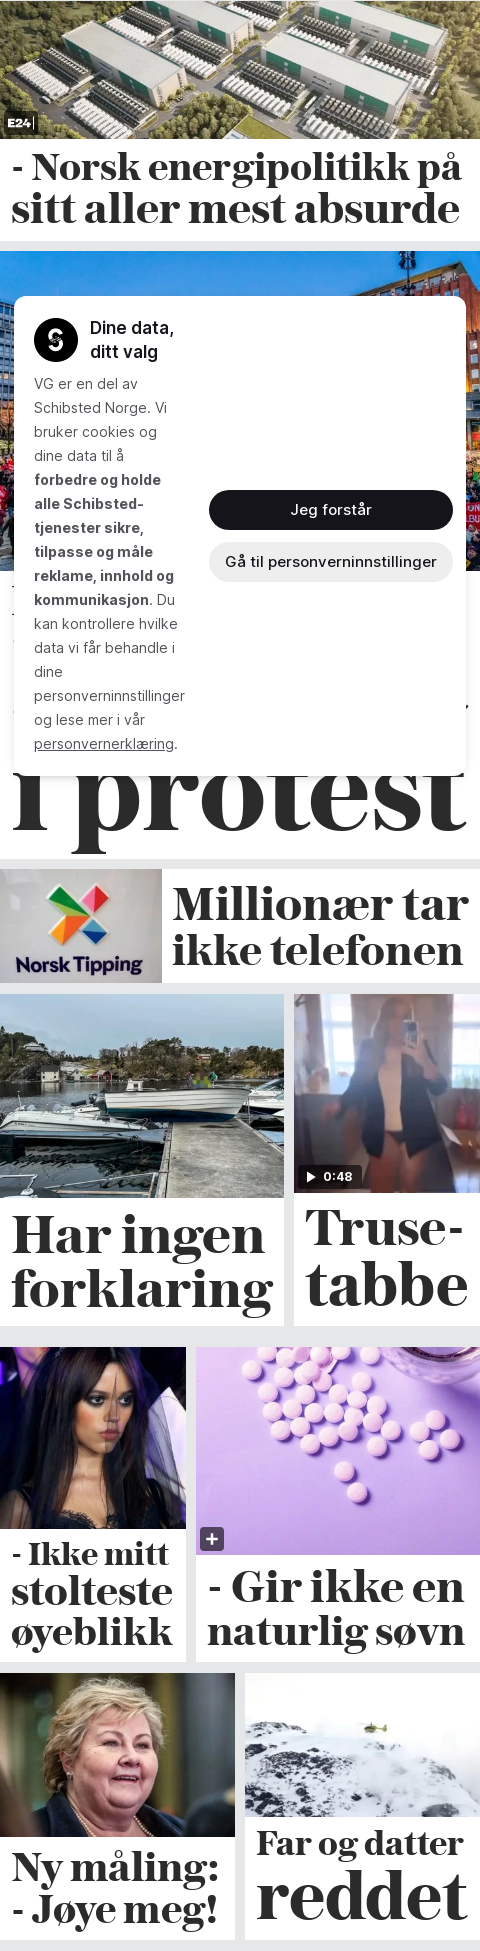 E24
- Norsk energipolitikk på
sitt aller mest absurde
Dine data,
ditt valg
VG er en del av
Schibsted Norge. Vi
bruker cookies og
dine data til å
forbedre og holde
alle Schibsted-
tjenester sikre,
tilpasse og måle
reklame, innhold og
kommunikasjon. Du
kan kontrollere hvilke
data vi får behandle i
dine
personverninnstillinger
og lese mer i vår
personvernerklæring.
Jeg forstår
Gå til personverninnstillinger
i protest
Norsk Tipping
Millionær tar
ikke telefonen
0:48
Har ingen
forklaring
Truse-
tabbe
- Ikke mitt
stolteste
øyeblikk
- Gir ikke en
naturlig søvn
Ny måling:
- Jøye meg!
Far og datter
reddet